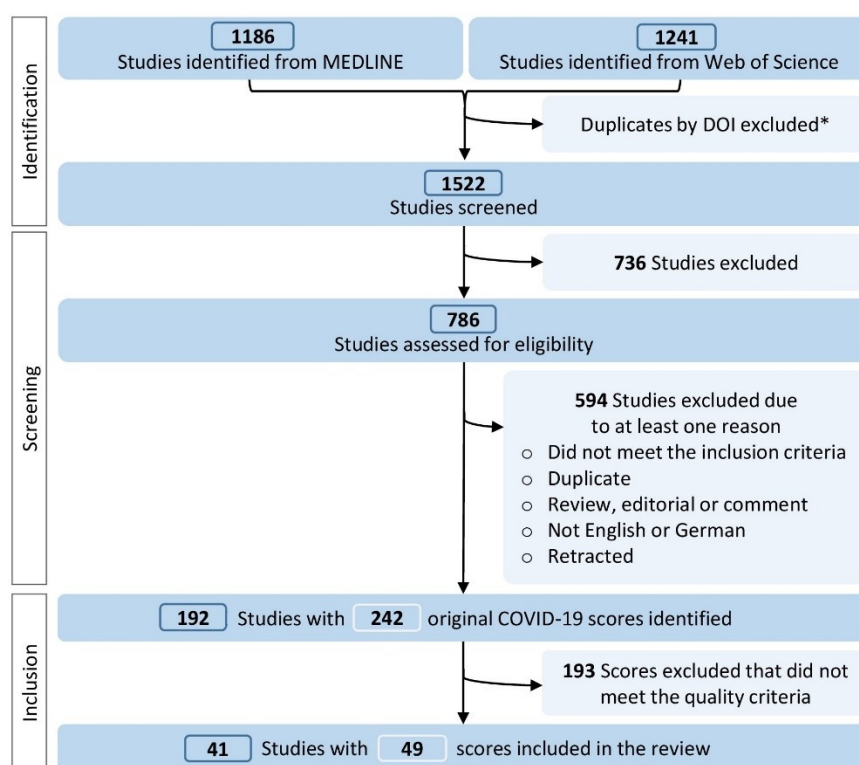 1186
Studies identified from MEDLINE
1241
Studies identified from Web of Science
Identification
Duplicates by DOI excluded*
1522
Studies screened
Screening
736 Studies excluded
786
Studies assessed for eligibility
594 Studies excluded due
to at least one reason
o Did not meet the inclusion criteria
o Duplicate
o Review, editorial or comment
o Not English or German
o Retracted
Inclusion
192 Studies with 242 original COVID-19 scores identified
193 Scores excluded that did not
meet the quality criteria
41 Studies with 49 scores included in the review